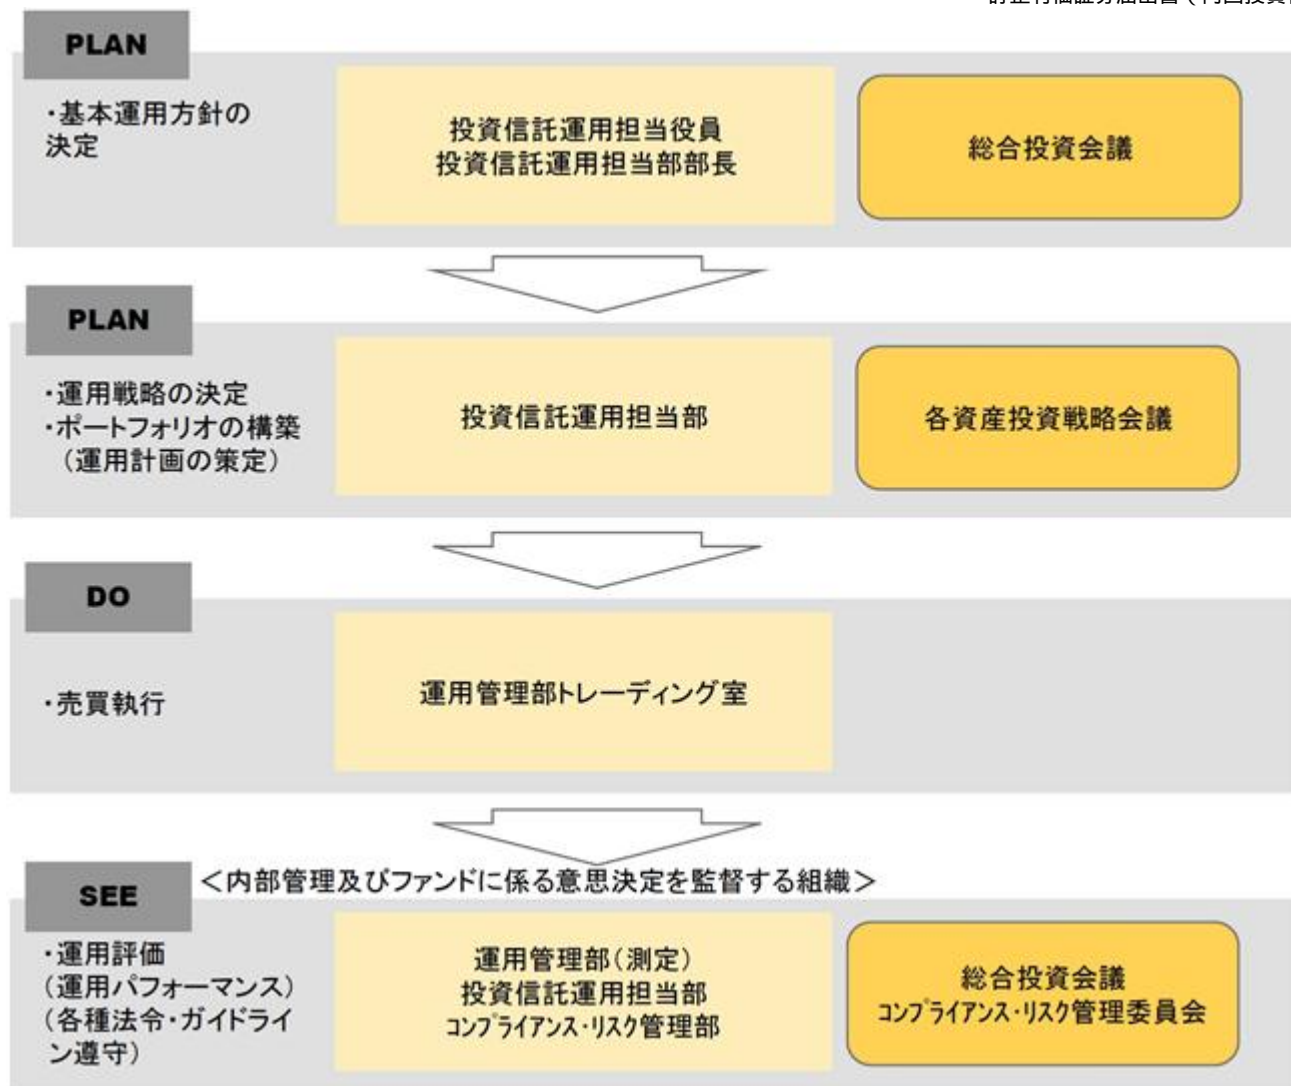 PLAN
・基本運用方針の
決定
投資信託運用担当役員
投資信託運用担当部部長
総合投資会議
PLAN
・運用戦略の決定
・ポートフォリオの構築
(運用計画の策定)
投資信託運用担当部
各資産投資戦略会議
DO
・売買執行
運用管理部トレーディング室
SEE
<内部管理及びファンドに係る意思決定を監督する組織>
・運用評価
(運用パフォーマンス)
(各種法令・ガイドライ
ン遵守)
運用管理部(測定)
投資信託運用担当部
コンプライアンス・リスク管理部
総合投資会議
コンプライアンス・リスク管理委員会